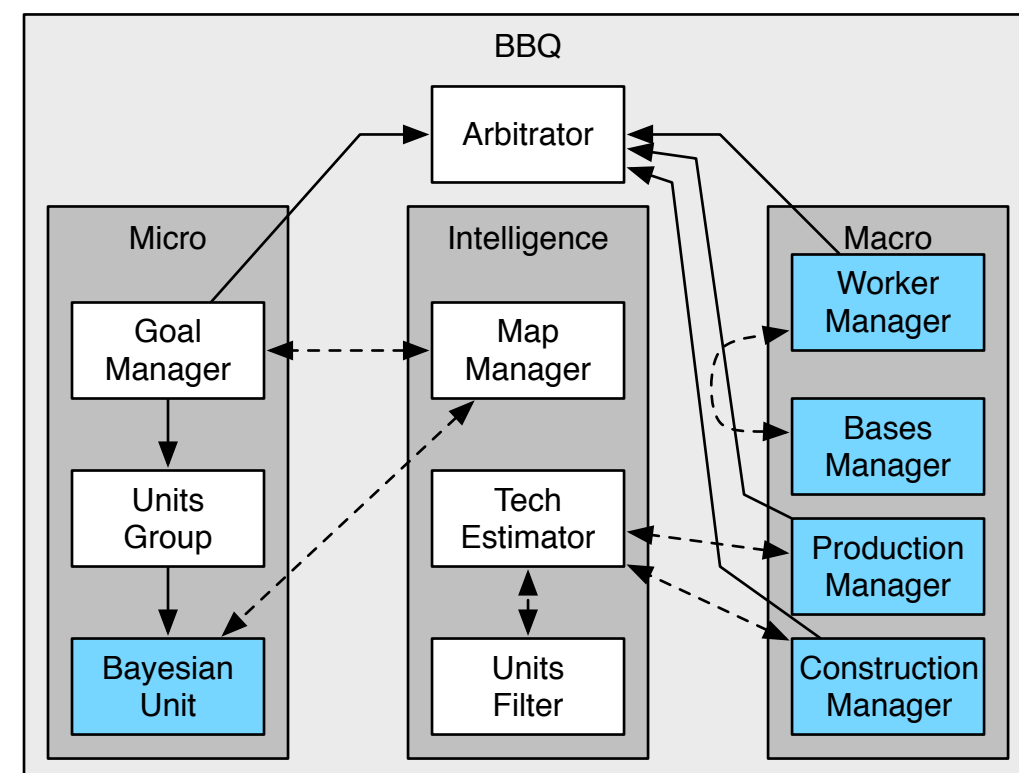 BBQ
Arbitrator
Micro
Goal
Manager
Units
Group
Bayesian
Unit
Intelligence
Map
Manager
Tech
Estimator
Units
Filter
Macro
Worker
Manager
Bases
Manager
Production
Manager
Construction
Manager